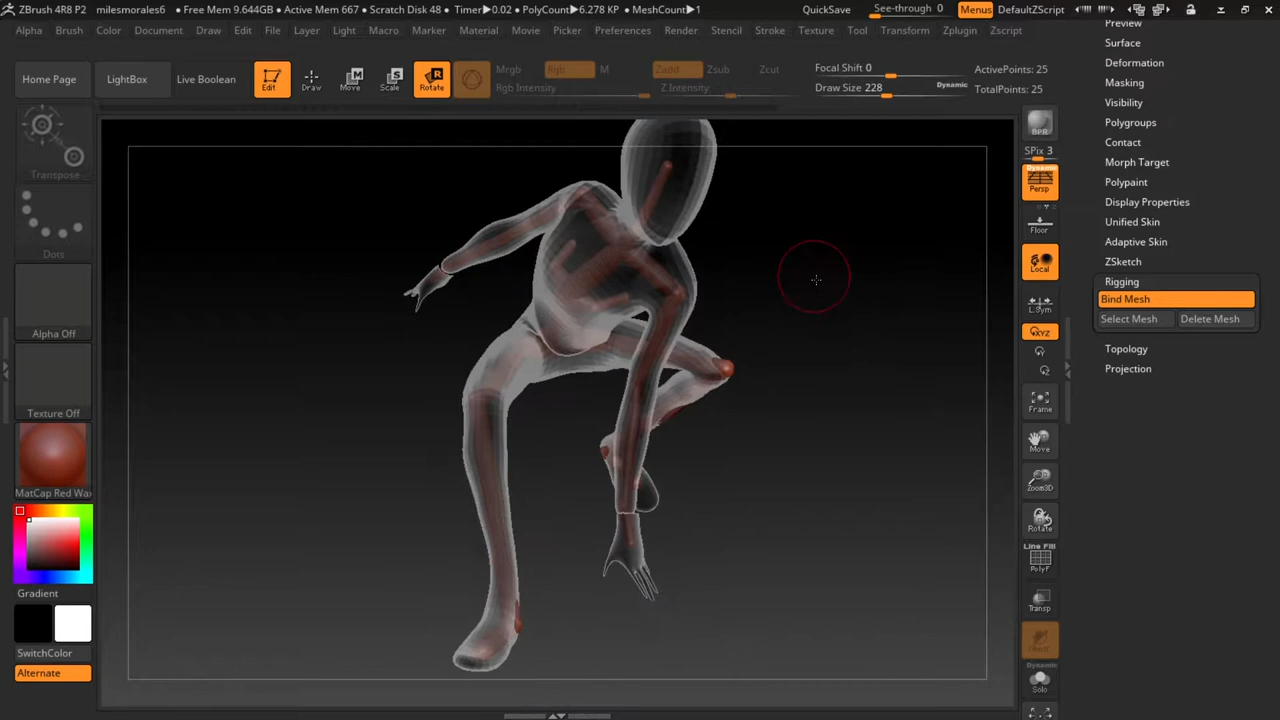 ZBrush 4R8 P2 milesmorales6 • Free Mem 9.644GB • Active Mem 667 • Scratch Disk 48 • Timer▶0.02 • PolyCount▶6.278 KP • MeshCount▶1 QuickSave See-through 0 Menus DefaultZScript
Alpha Brush Color Document Draw Edit File Layer Light Macro Marker Material Movie Picker Preferences Render Stencil Stroke Texture Tool Transform Zplugin Zscript
Home Page LightBox Live Boolean Edit Draw Move Scale Rotate
Mrgb Rgb M
Rgb Intensity
Zadd Zsub Zcut
Z Intensity
Focal Shift 0
Draw Size 228 Dynamic
ActivePoints: 25
TotalPoints: 25
Transpose
Dots
Alpha Off
Texture Off
MatCap Red Wax
Gradient
SwitchColor
Alternate
BPR
SPix 3
Dynamic
Persp
Floor
Local
L.Sym
XYZ
Frame
Move
Zoom3D
Rotate
Line Fill
PolyF
Transp
Dynamic
Solo
Preview
Surface
Deformation
Masking
Visibility
Polygroups
Contact
Morph Target
Polypaint
Display Properties
Unified Skin
Adaptive Skin
ZSketch
Rigging
Bind Mesh
Select Mesh Delete Mesh
Topology
Projection